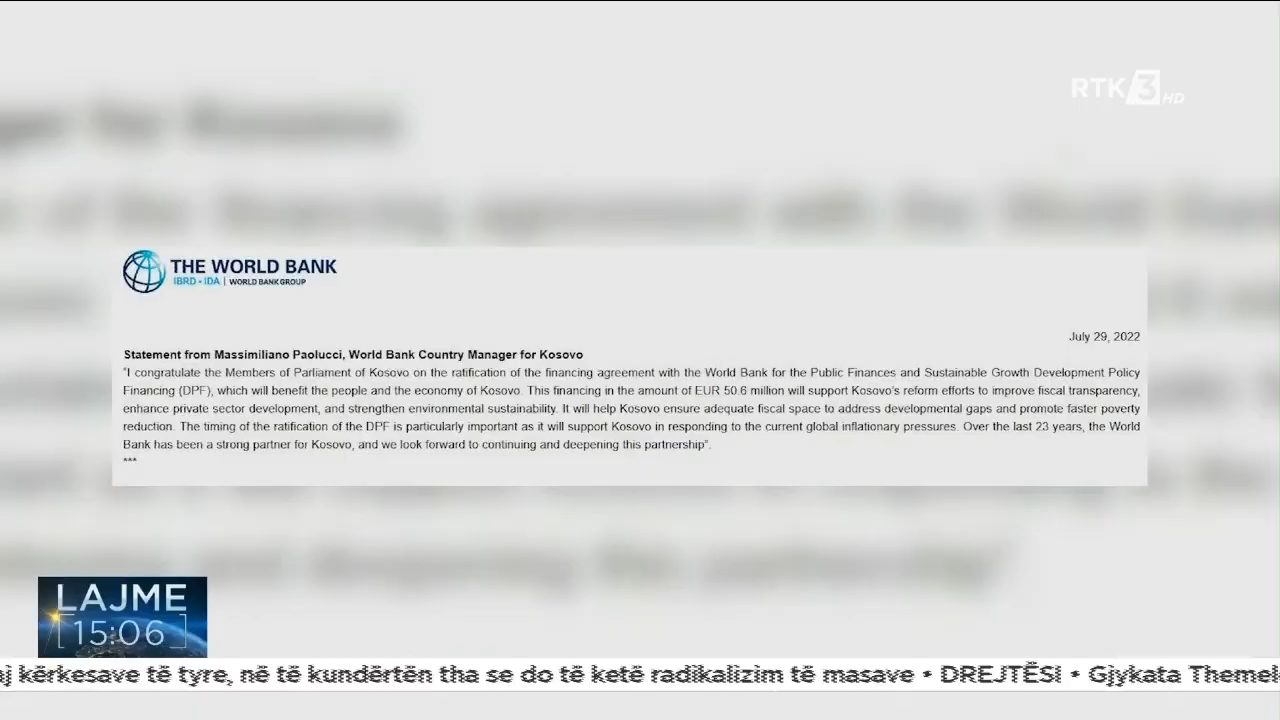 RTK 3 HD
THE WORLD BANK
IBRD • IDA | WORLD BANK GROUP
July 29, 2022
Statement from Massimiliano Paolucci, World Bank Country Manager for Kosovo
"I congratulate the Members of Parliament of Kosovo on the ratification of the financing agreement with the World Bank for the Public Finances and Sustainable Growth Development Policy
Financing (DPF), which will benefit the people and the economy of Kosovo. This financing in the amount of EUR 50.6 million will support Kosovo's reform efforts to improve fiscal transparency,
enhance private sector development, and strengthen environmental sustainability. It will help Kosovo ensure adequate fiscal space to address developmental gaps and promote faster poverty
reduction. The timing of the ratification of the DPF is particularly important as it will support Kosovo in responding to the current global inflationary pressures. Over the last 23 years, the World
Bank has been a strong partner for Kosovo, and we look forward to continuing and deepening this partnership".
***
LAJME
15:06
kërkesave të tyre, në të kundërtën tha se do të ketë radikalizim të masave • DREJTËSI • Gjykata Themel